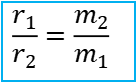 r₁/r₂ = m₂/m₁